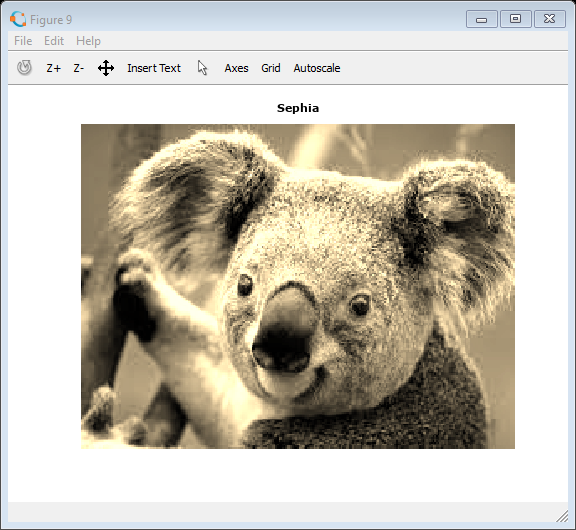 Figure 9
File Edit Help
Z+ Z- Insert Text Axes Grid Autoscale
Sephia